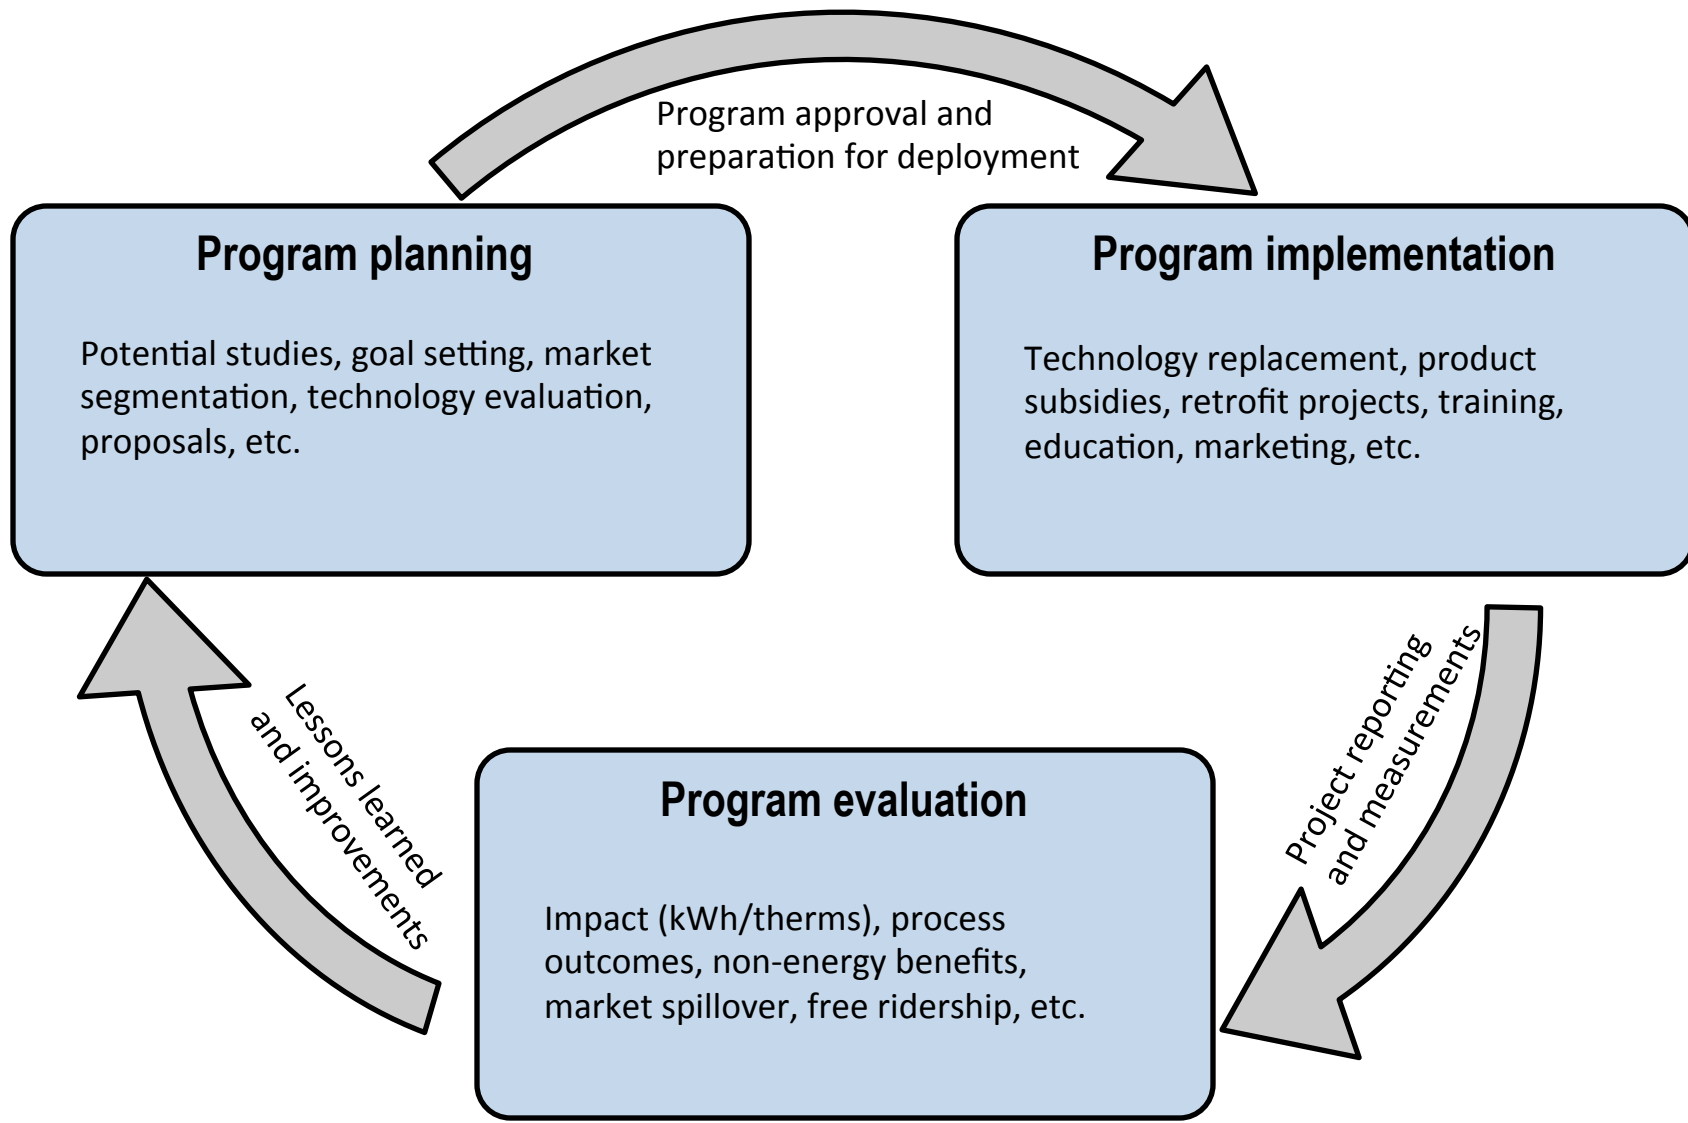 Program approval and
preparation for deployment
Program planning
Potential studies, goal setting, market
segmentation, technology evaluation,
proposals, etc.
Program implementation
Technology replacement, product
subsidies, retrofit projects, training,
education, marketing, etc.
Project reporting
and measurements
Program evaluation
Impact (kWh/therms), process
outcomes, non-energy benefits,
market spillover, free ridership, etc.
Lessons learned
and improvements